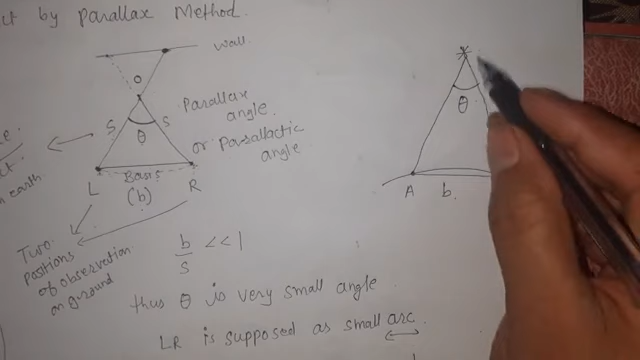 by Parallax Method.
wall
O
S
θ
S
Parallax
angle.
or Parallactic
angle
Basis
L
(b)
R
Two
Positions
of observation
on ground
b/s << 1
thus θ is very small angle
LR is supposed as small arc.
θ
A
b.
earth